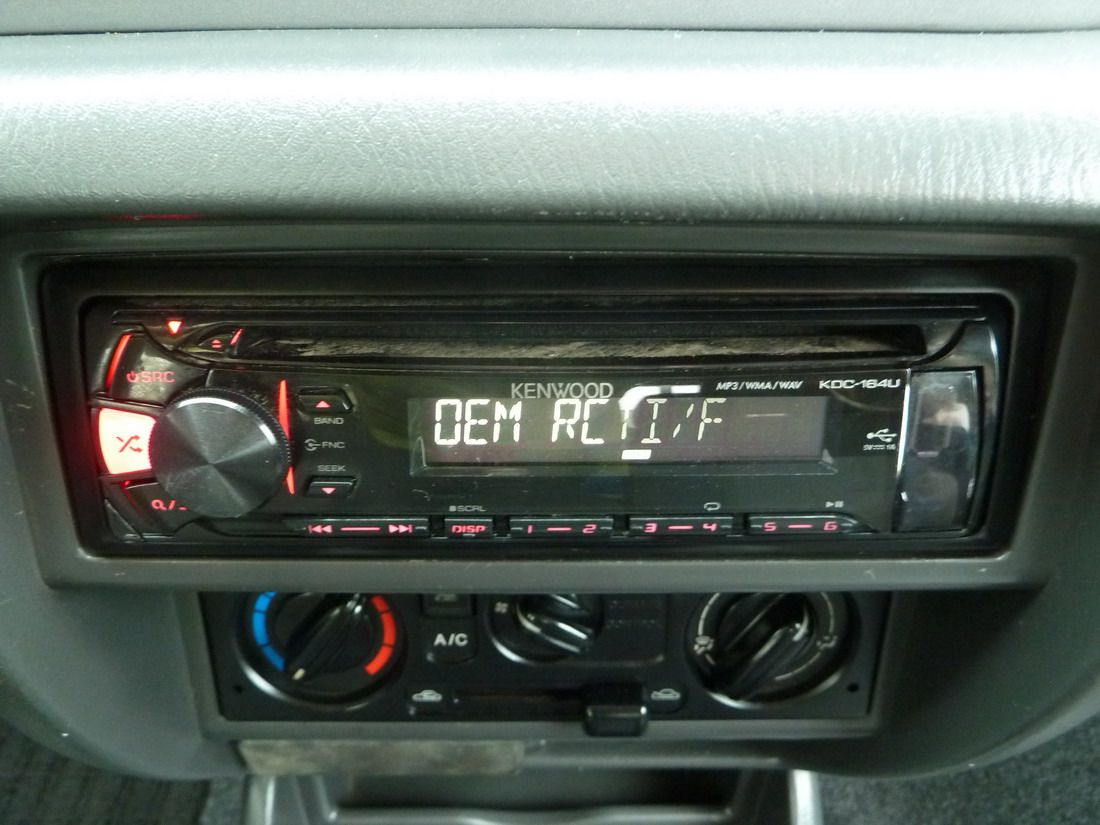 SRC
KENWOOD
MP3/WMA/WAV
KDC-164U
OEM RC I/F
BAND
FNC
SEEK
SCRL
DISP
1 2
3 4
5 6
A/C